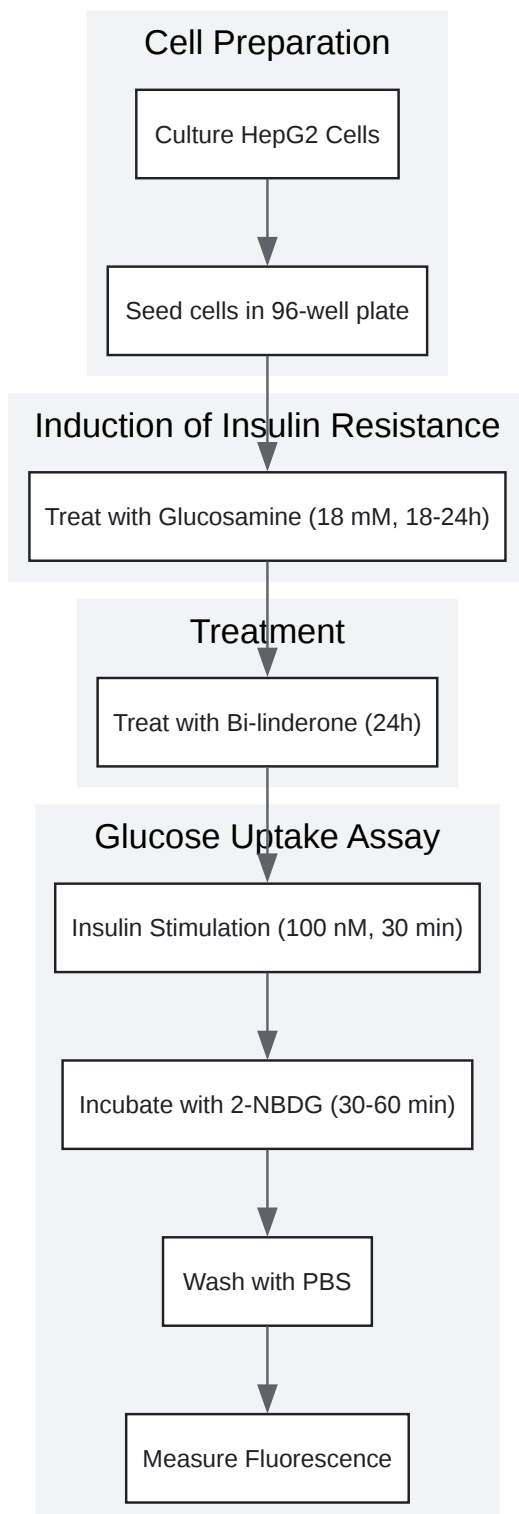 Cell Preparation
Culture HepG2 Cells
Seed cells in 96-well plate
Induction of Insulin Resistance
Treat with Glucosamine (18 mM, 18-24h)
Treatment
Treat with Bi-linderone (24h)
Glucose Uptake Assay
Insulin Stimulation (100 nM, 30 min)
Incubate with 2-NBDG (30-60 min)
Wash with PBS
Measure Fluorescence